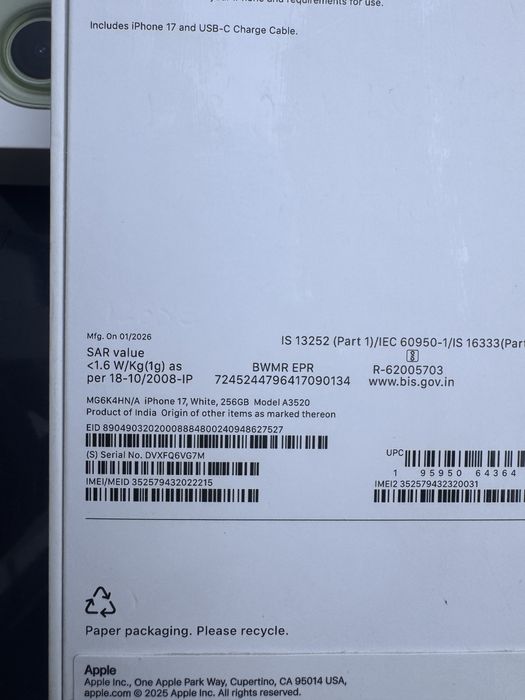 requirements for use.
Includes iPhone 17 and USB-C Charge Cable.
Mfg. On 01/2026
IS 13252 (Part 1)/IEC 60950-1/IS 16333(Part
SAR value
<1.6 W/Kg(1g) as
per 18-10/2008-IP
BWMR EPR
7245244796417090134
R-62005703
www.bis.gov.in
MG6K4HN/A iPhone 17, White, 256GB Model A3520
Product of India Origin of other items as marked thereon
EID 89049032020008884800240948627527
(S) Serial No. DVXFQ6VG7M
UPC
1 95950 64364
IMEI/MEID 352579432022215
IMEI2 352579432320031
Paper packaging. Please recycle.
Apple
Apple Inc., One Apple Park Way, Cupertino, CA 95014 USA,
apple.com © 2025 Apple Inc. All rights reserved.